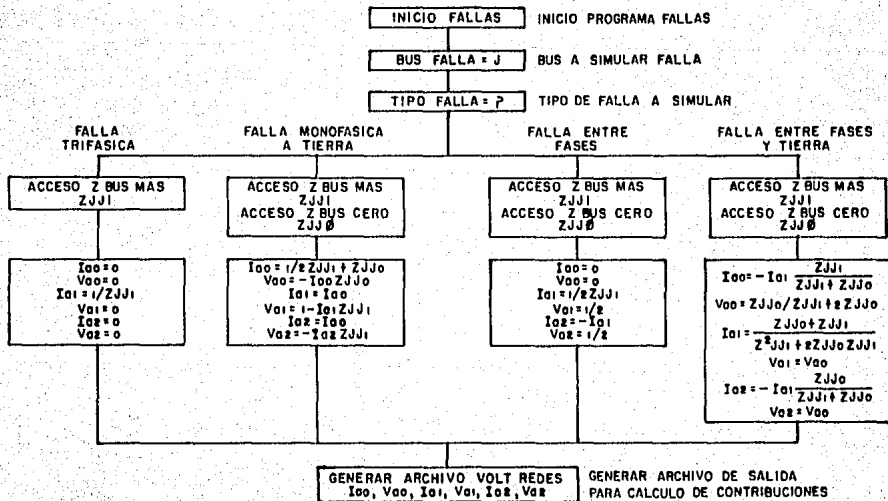 INICIO FALLAS
INICIO PROGRAMA FALLAS
BUS FALLA = J
BUS A SIMULAR FALLA
TIPO FALLA = ?
TIPO DE FALLA A SIMULAR
FALLA
TRIFASICA
ACCESO Z BUS MAS
ZJJ1
Ia0 = 0
Va0 = 0
Ia1 = 1/ZJJ1
Va1 = 0
Ia2 = 0
Va2 = 0
FALLA MONOFASICA
A TIERRA
ACCESO Z BUS MAS
ZJJ1
ACCESO Z BUS CERO
ZJJØ
Ia0 = 1/2 ZJJ1 + ZJJ0
Va0 = -Ia0 ZJJ0
Ia1 = Ia0
Va1 = 1-Ia1 ZJJ1
Ia2 = Ia0
Va2 = -Ia2 ZJJ1
FALLA ENTRE
FASES
ACCESO Z BUS MAS
ZJJ1
ACCESO Z BUS CERO
ZJJØ
Ia0 = 0
Va0 = 0
Ia1 = 1/2 ZJJ1
Va1 = 1/2
Ia2 = -Ia1
Va2 = 1/2
FALLA ENTRE FASES
Y TIERRA
ACCESO Z BUS MAS
ZJJ1
ACCESO Z BUS CERO
ZJJØ
Ia0 = -Ia1 ZJJ1 / ZJJ1 + ZJJ0
Va0 = ZJJ0/ZJJ1 + 2 ZJJ0
Ia1 = ZJJ0 + ZJJ1 / Z²JJ1 + 2ZJJ0 ZJJ1
Va1 = Va0
Ia2 = -Ia1 ZJJ0 / ZJJ1 + ZJJ0
Va2 = Va0
GENERAR ARCHIVO VOLT REDES
Ia0, Va0, Ia1, Va1, Ia2, Va2
GENERAR ARCHIVO DE SALIDA
PARA CALCULO DE CONTRIBUCIONES